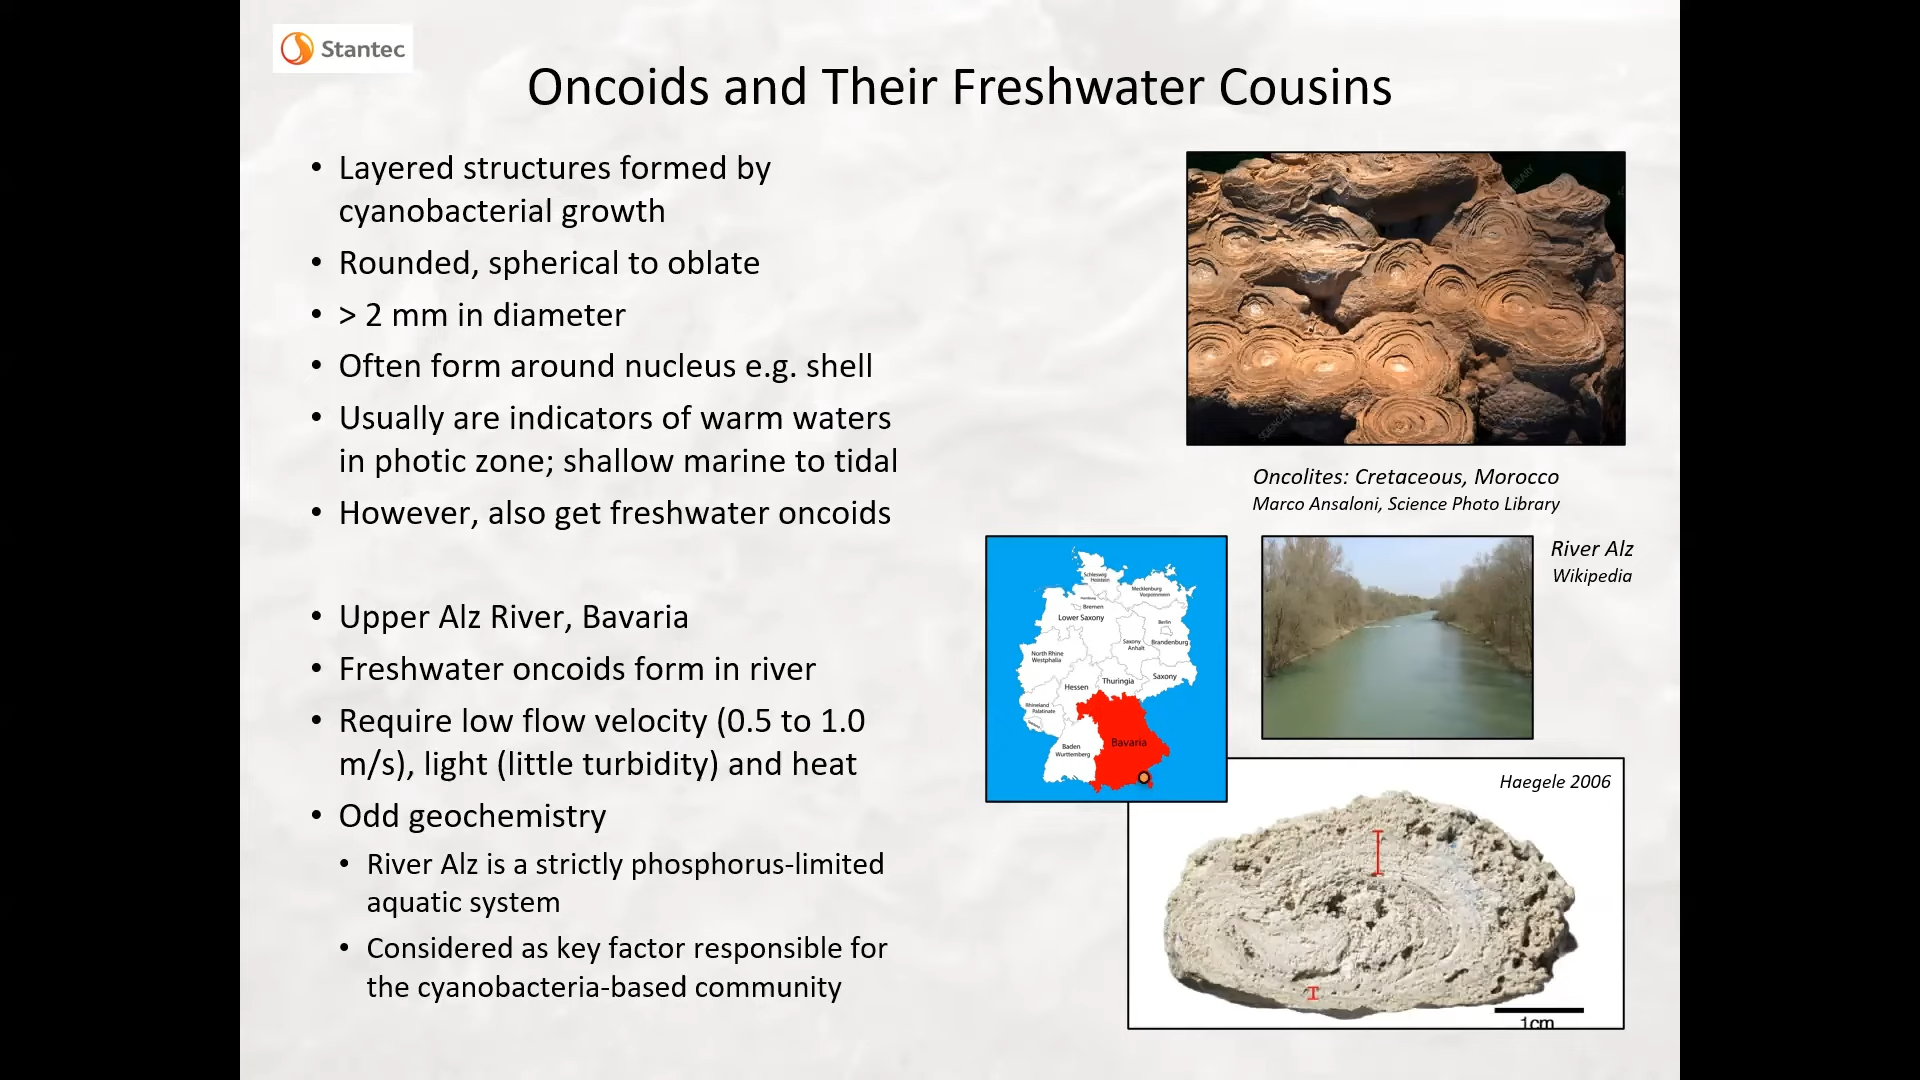 Stantec
Oncoids and Their Freshwater Cousins
• Layered structures formed by
cyanobacterial growth
• Rounded, spherical to oblate
• > 2 mm in diameter
• Often form around nucleus e.g. shell
• Usually are indicators of warm waters
in photic zone; shallow marine to tidal
• However, also get freshwater oncoids
• Upper Alz River, Bavaria
• Freshwater oncoids form in river
• Require low flow velocity (0.5 to 1.0
m/s), light (little turbidity) and heat
• Odd geochemistry
• River Alz is a strictly phosphorus-limited
aquatic system
• Considered as key factor responsible for
the cyanobacteria-based community
Oncolites: Cretaceous, Morocco
Marco Ansaloni, Science Photo Library
Schleswig
Holstein
Mecklenburg
Vorpommern
Hamburg
Bremen
Lower Saxony
Berlin
Brandenburg
Saxony
Anhalt
North Rhine
Westphalia
Hessen
Thuringia
Saxony
Rhineland
Palatinate
Baden
Wurttemberg
Bavaria
River Alz
Wikipedia
Haegele 2006
1cm